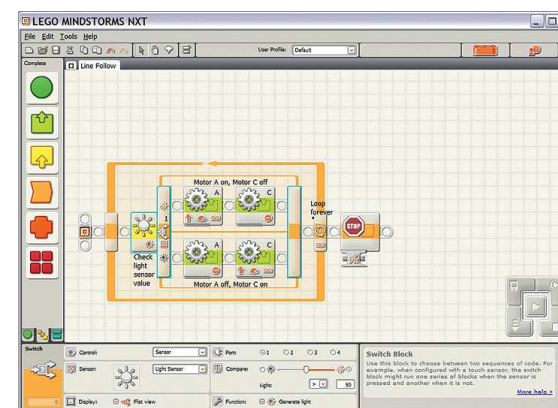 LEGO MINDSTORMS NXT
File Edit Tools Help
User Profile: Default
Complete
Line Follow
Motor A on, Motor C off
A C
Loop
forever
1
STOP
A C
Check
light
sensor
value
Motor A off, Motor C on
Switch
Control: Sensor
Sensor: Light Sensor
Display: Flat view
Port: 1 2 3 4
Compare:
Light: > 50
Function: Generate light
Switch Block
Use this block to choose between two sequences of code. For
example, when configured with a touch sensor, the switch
block might run one series of blocks when the sensor is
pressed and another when it is not.
More help »